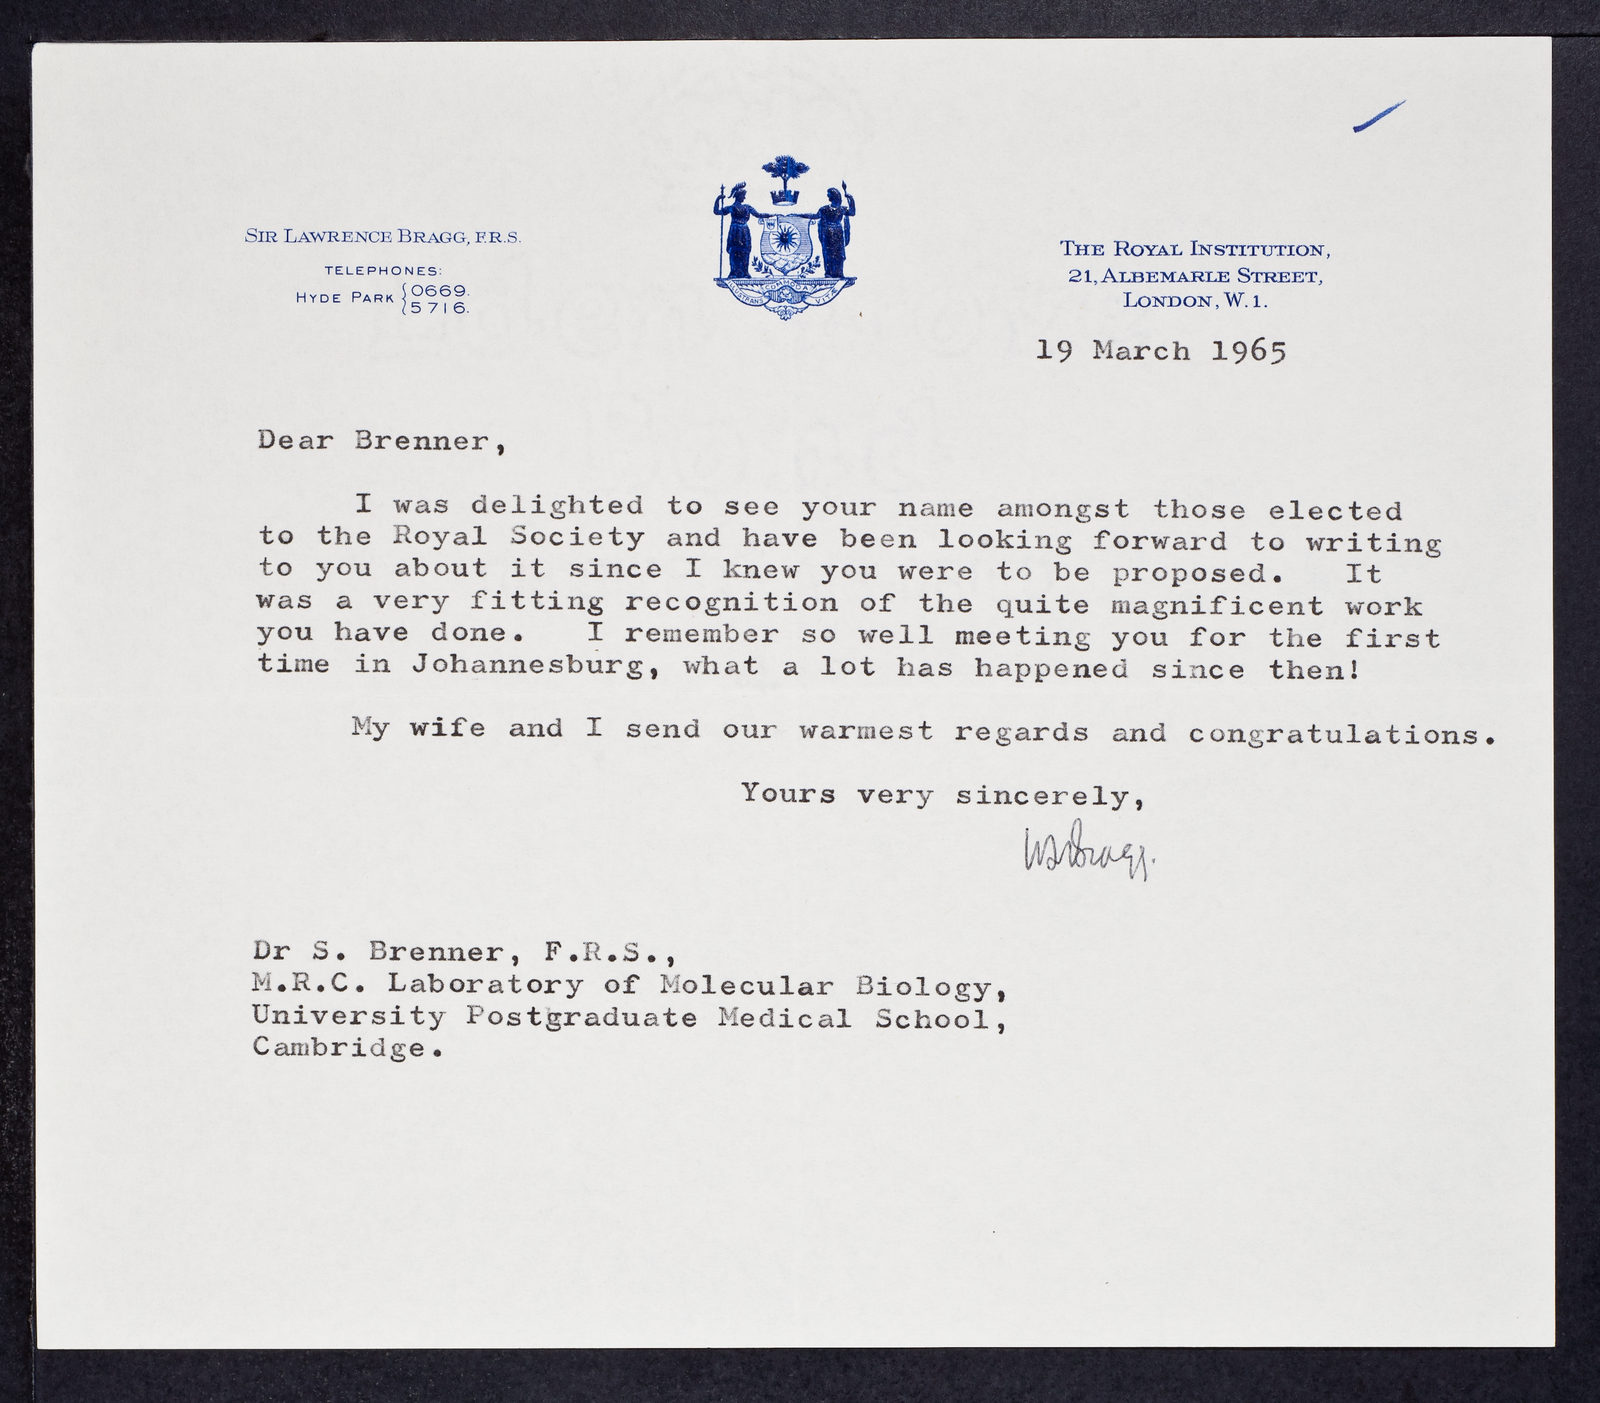 SIR LAWRENCE BRAGG, F.R.S.
TELEPHONES:
HYDE PARK {0669.
5716.
ILLUSTRANS COMMODA VITÆ
THE ROYAL INSTITUTION,
21, ALBEMARLE STREET,
LONDON, W.1.
19 March 1965
Dear Brenner,
I was delighted to see your name amongst those elected
to the Royal Society and have been looking forward to writing
to you about it since I knew you were to be proposed. It
was a very fitting recognition of the quite magnificent work
you have done. I remember so well meeting you for the first
time in Johannesburg, what a lot has happened since then!
My wife and I send our warmest regards and congratulations.
Yours very sincerely,
WLBragg.
Dr S. Brenner, F.R.S.,
M.R.C. Laboratory of Molecular Biology,
University Postgraduate Medical School,
Cambridge.